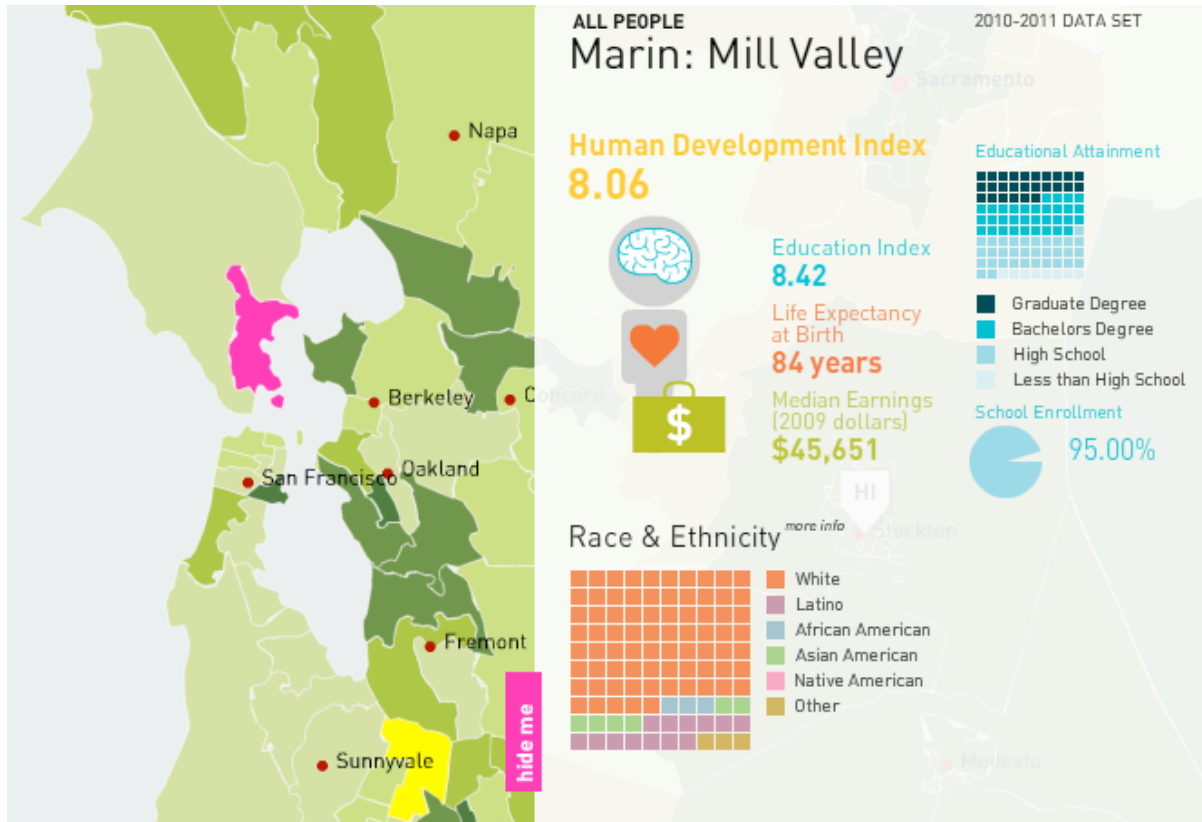 ALL PEOPLE
Marin: Mill Valley
2010-2011 DATA SET
Sacramento
Napa
Human Development Index
8.06
Educational Attainment
Education Index
8.42
Life Expectancy
at Birth
84 years
Median Earnings
(2009 dollars)
$45,651
$
Graduate Degree
Bachelors Degree
High School
Less than High School
School Enrollment
95.00%
Berkeley
Concord
Oakland
San Francisco
HI
Stockton
Race & Ethnicity more info
White
Latino
African American
Asian American
Native American
Other
Fremont
hide me
Sunnyvale
Modesto